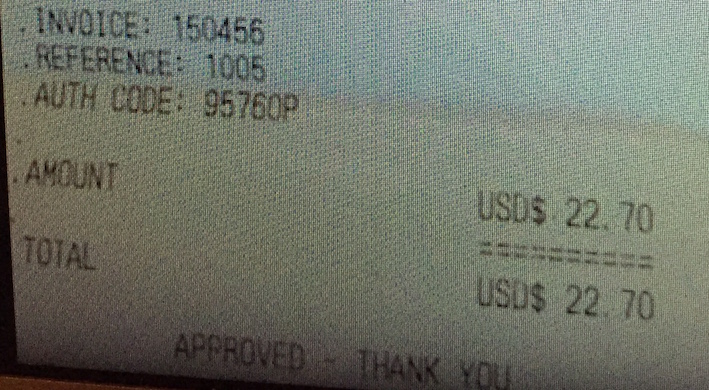 .INVOICE: 150456
.REFERENCE: 1005
.AUTH CODE: 95760P
.
.AMOUNT
USD$ 22.70
==========
TOTAL
USD$ 22.70
APPROVED - THANK YOU